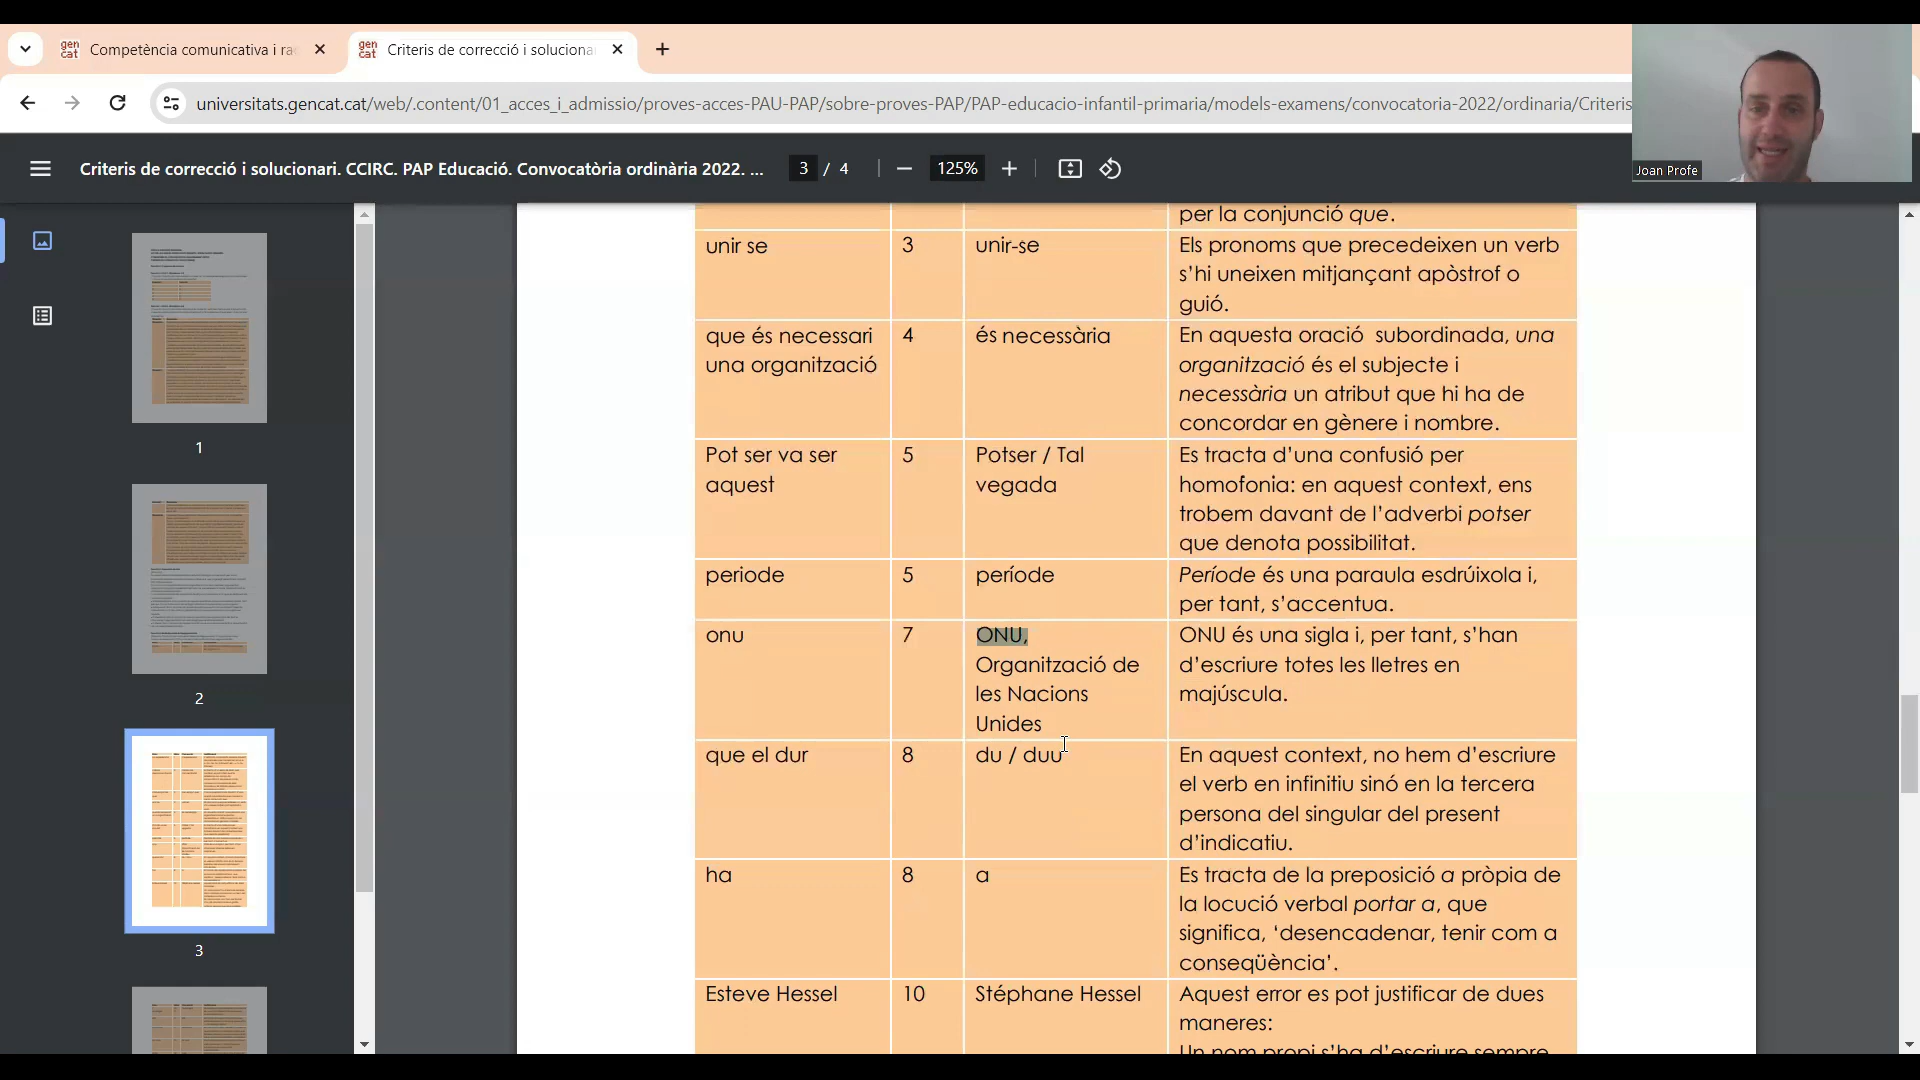 gen
cat
Competència comunicativa i ra
gen
cat
Criteris de correcció i soluciona
universitats.gencat.cat/web/.content/01_acces_i_admissio/proves-acces-PAU-PAP/sobre-proves-PAP/PAP-educacio-infantil-primaria/models-examens/convocatoria-2022/ordinaria/Criteris
Joan Profe
Criteris de correcció i solucionari. CCIRC. PAP Educació. Convocatòria ordinària 2022. ...
3 / 4
125%
1
2
3
per la conjunció que.
unir se
3
unir-se
Els pronoms que precedeixen un verb
s’hi uneixen mitjançant apòstrof o
guió.
que és necessari
una organització
4
és necessària
En aquesta oració subordinada, una
organització és el subjecte i
necessària un atribut que hi ha de
concordar en gènere i nombre.
Pot ser va ser
aquest
5
Potser / Tal
vegada
Es tracta d’una confusió per
homofonia: en aquest context, ens
trobem davant de l’adverbi potser
que denota possibilitat.
periode
5
període
Període és una paraula esdrúixola i,
per tant, s’accentua.
onu
7
ONU,
Organització de
les Nacions
Unides
ONU és una sigla i, per tant, s’han
d’escriure totes les lletres en
majúscula.
que el dur
8
du / duu
En aquest context, no hem d’escriure
el verb en infinitiu sinó en la tercera
persona del singular del present
d’indicatiu.
ha
8
a
Es tracta de la preposició a pròpia de
la locució verbal portar a, que
significa, ‘desencadenar, tenir com a
conseqüència’.
Esteve Hessel
10
Stéphane Hessel
Aquest error es pot justificar de dues
maneres:
Un nom propi s’ha d’escriure sempre